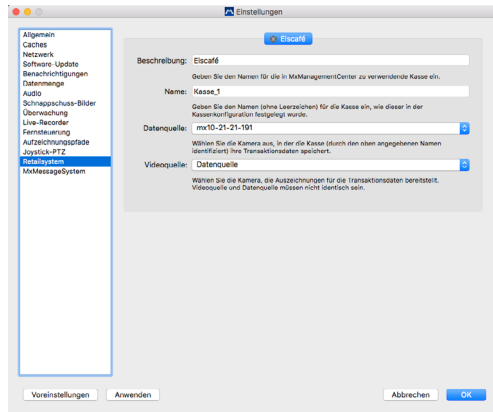 Einstellungen
Allgemein
Caches
Netzwerk
Software-Update
Benachrichtigungen
Datenmenge
Audio
Schnappschuss-Bilder
Überwachung
Live-Recorder
Fernsteuerung
Aufzeichnungspfade
Joystick-PTZ
Retailsystem
MxMessageSystem
Eiscafé
Beschreibung: Eiscafé
Geben Sie den Namen für die in MxManagementCenter zu verwendende Kasse ein.
Name: Kasse_1
Geben Sie den Namen (ohne Leerzeichen) für die Kasse ein, wie dieser in der
Kassenkonfiguration festgelegt wurde.
Datenquelle: mx10-21-21-191
Wählen Sie die Kamera aus, in der die Kasse (durch den oben angegebenen Namen
identifiziert) ihre Transaktionsdaten speichert.
Videoquelle: Datenquelle
Wählen Sie die Kamera, die Auszeichnungen für die Transaktionsdaten bereitstellt.
Videoquelle und Datenquelle müssen nicht identisch sein.
Voreinstellungen Anwenden Abbrechen OK